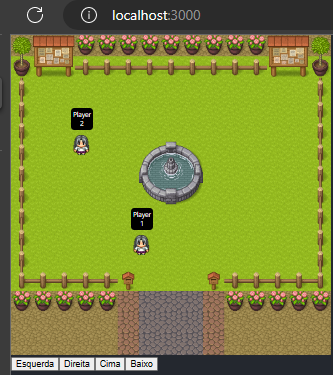 localhost:3000
Player
2
Player
1
Esquerda Direita Cima Baixo